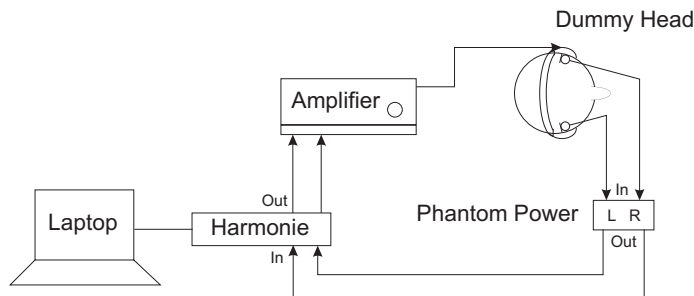 Dummy Head
Amplifier
Out
In
Laptop
Harmonie
Phantom Power
L R
In
Out